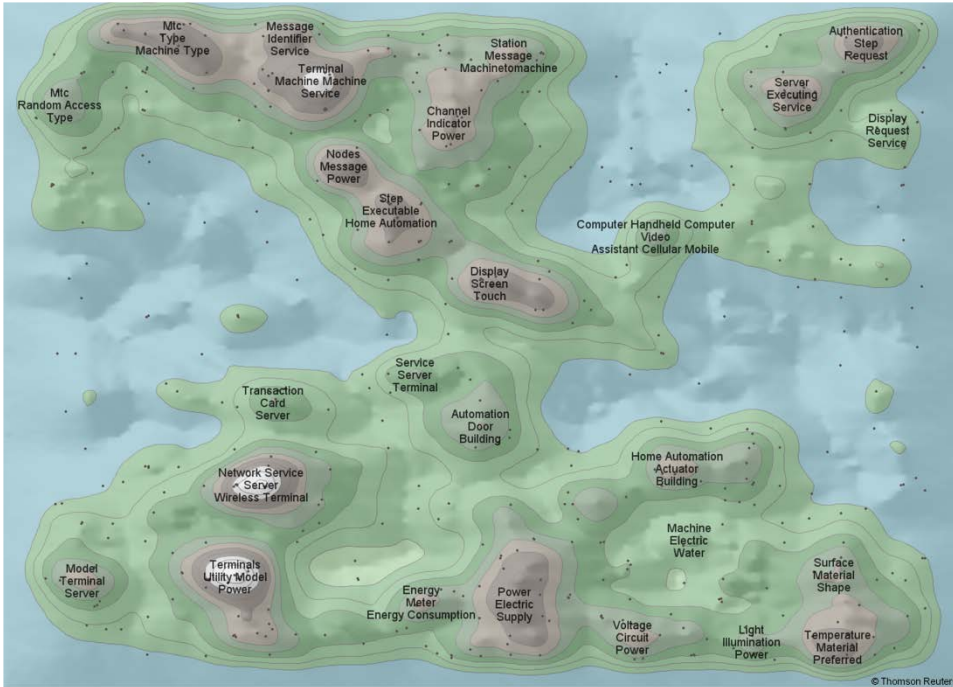 Mtc
Type
Machine Type
Message
Identifier
Service
Terminal
Machine Machine
Service
Station
Message
Machinetomachine
Authentication
Step
Request
Mtc
Random Access
Type
Channel
Indicator
Power
Server
Executing
Service
Display
Request
Service
Nodes
Message
Power
Step
Executable
Home Automation
Computer Handheld Computer
Video
Assistant Cellular Mobile
Display
Screen
Touch
Service
Server
Terminal
Transaction
Card
Server
Automation
Door
Building
Network Service
Server
Wireless Terminal
Home Automation
Actuator
Building
Machine
Electric
Water
Model
Terminal
Server
Terminals
Utility Model
Power
Energy
Meter
Energy Consumption
Power
Electric
Supply
Surface
Material
Shape
Voltage
Circuit
Power
Light
Illumination
Power
Temperature
Material
Preferred
© Thomson Reuter